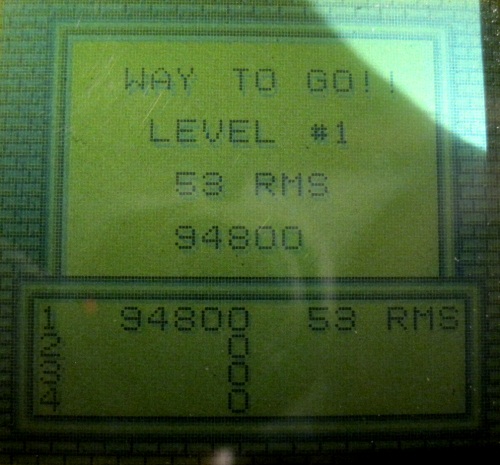 WAY TO GO!!
LEVEL #1
53 RMS
94800
1 94800 53 RMS
2 0
3 0
4 0